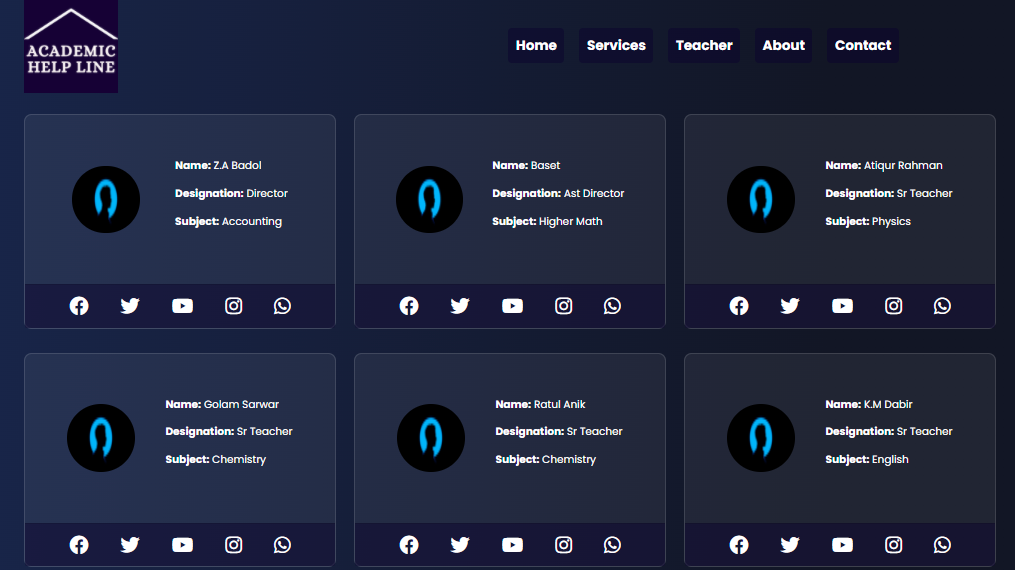 ACADEMIC
HELP LINE
Home Services Teacher About Contact
Name: Z.A Badol
Designation: Director
Subject: Accounting
Name: Baset
Designation: Ast Director
Subject: Higher Math
Name: Atiqur Rahman
Designation: Sr Teacher
Subject: Physics
Name: Golam Sarwar
Designation: Sr Teacher
Subject: Chemistry
Name: Ratul Anik
Designation: Sr Teacher
Subject: Chemistry
Name: K.M Dabir
Designation: Sr Teacher
Subject: English